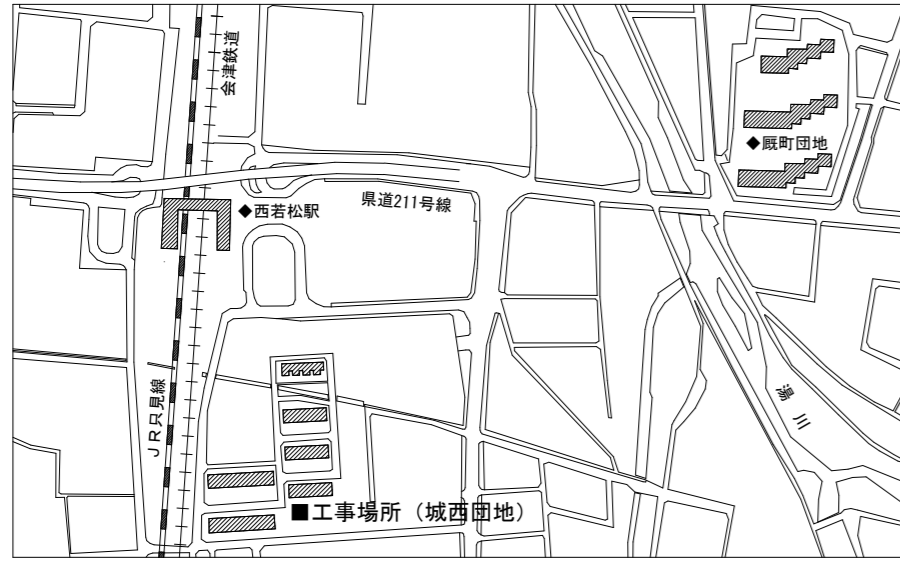 会津鉄道
◆厩町団地
県道211号線
◆西若松駅
JR只見線
湯川
■工事場所（城西団地）